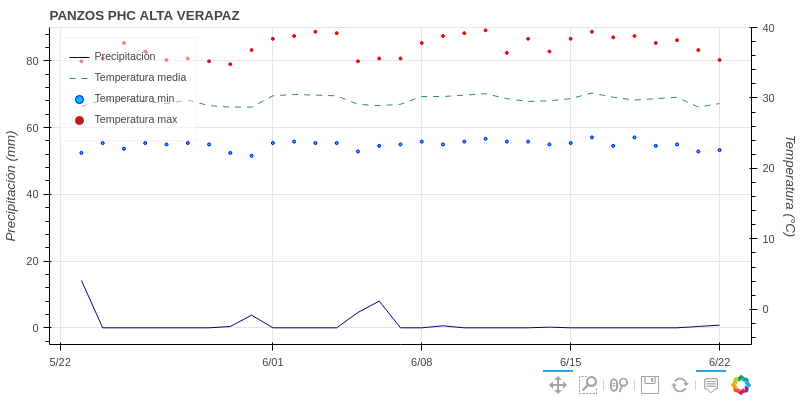 PANZOS PHC ALTA VERAPAZ
Precipitación
Temperatura media
Temperatura min
Temperatura max
Precipitación (mm)
80
60
40
20
0
Temperatura (°C)
40
30
20
10
0
5/22
6/01
6/08
6/15
6/22